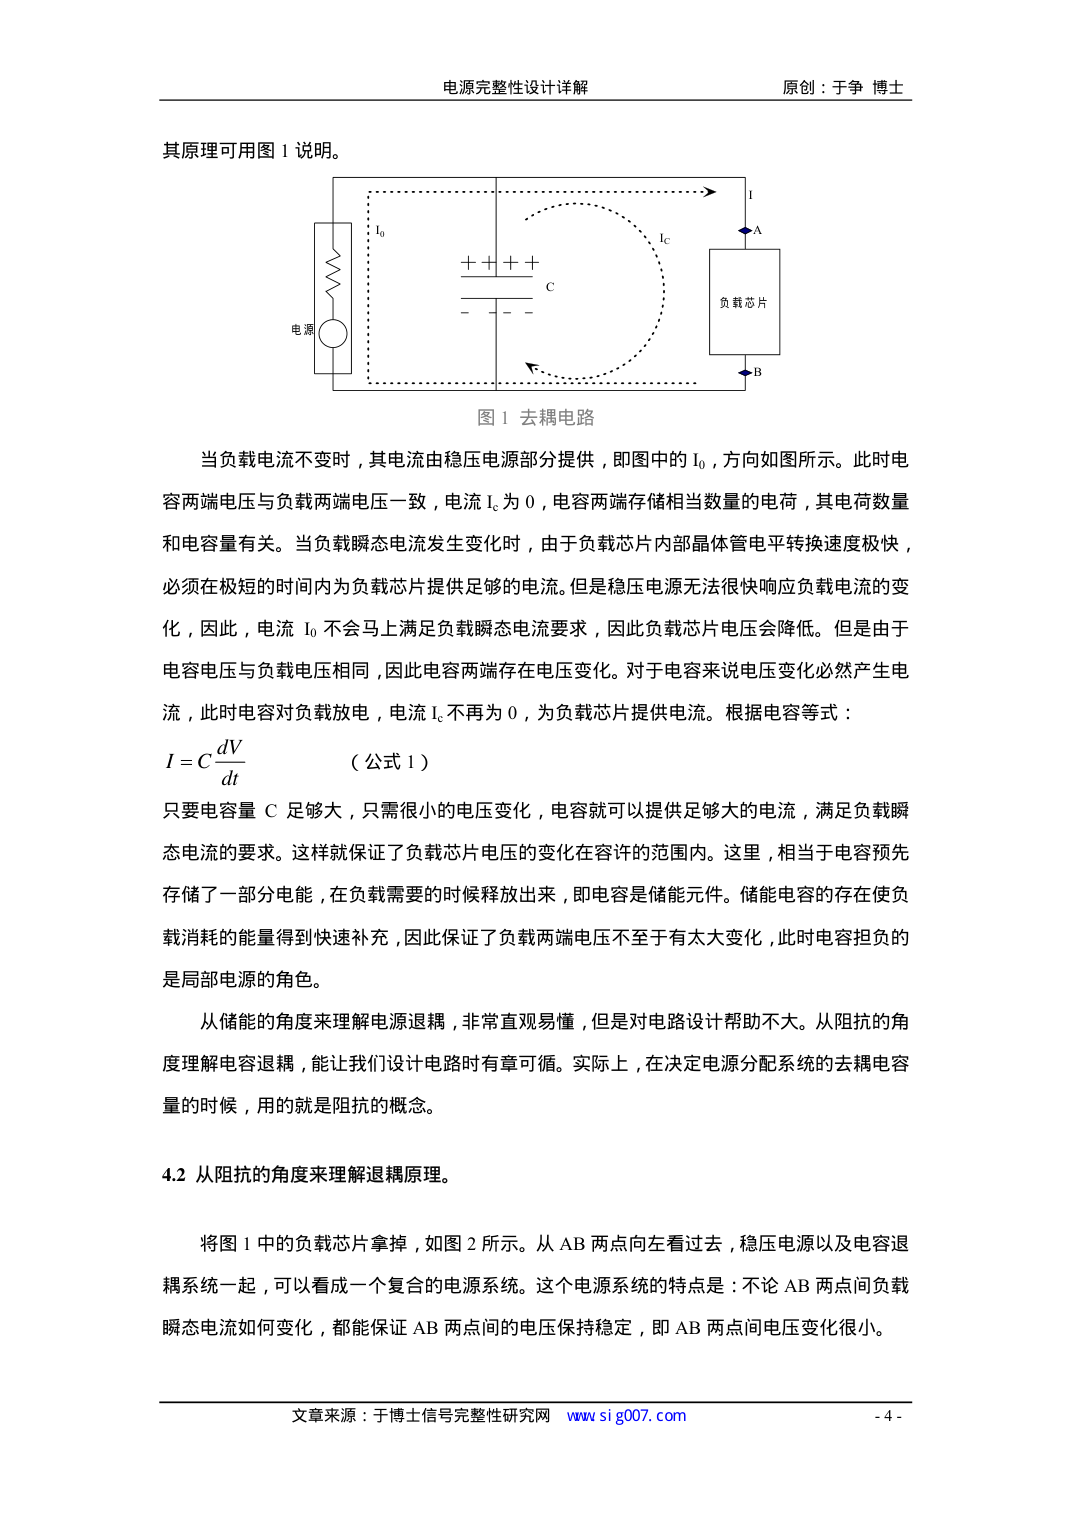 电源完整性设计详解 原创：于争 博士
其原理可用图 1 说明。
I
I₀
A
I_C
+ + + +
C
负载芯片
- - - -
电源
B
图 1 去耦电路
当负载电流不变时，其电流由稳压电源部分提供，即图中的 I₀，方向如图所示。此时电
容两端电压与负载两端电压一致，电流 I_c 为 0，电容两端存储相当数量的电荷，其电荷数量
和电容量有关。当负载瞬态电流发生变化时，由于负载芯片内部晶体管电平转换速度极快，
必须在极短的时间内为负载芯片提供足够的电流。但是稳压电源无法很快响应负载电流的变
化，因此，电流 I₀ 不会马上满足负载瞬态电流要求，因此负载芯片电压会降低。但是由于
电容电压与负载电压相同，因此电容两端存在电压变化。对于电容来说电压变化必然产生电
流，此时电容对负载放电，电流 I_c 不再为 0，为负载芯片提供电流。根据电容等式：
I = C dV/dt （公式 1）
只要电容量 C 足够大，只需很小的电压变化，电容就可以提供足够大的电流，满足负载瞬
态电流的要求。这样就保证了负载芯片电压的变化在容许的范围内。这里，相当于电容预先
存储了一部分电能，在负载需要的时候释放出来，即电容是储能元件。储能电容的存在使负
载消耗的能量得到快速补充，因此保证了负载两端电压不至于有太大变化，此时电容担负的
是局部电源的角色。
从储能的角度来理解电源退耦，非常直观易懂，但是对电路设计帮助不大。从阻抗的角
度理解电容退耦，能让我们设计电路时有章可循。实际上，在决定电源分配系统的去耦电容
量的时候，用的就是阻抗的概念。
4.2 从阻抗的角度来理解退耦原理。
将图 1 中的负载芯片拿掉，如图 2 所示。从 AB 两点向左看过去，稳压电源以及电容退
耦系统一起，可以看成一个复合的电源系统。这个电源系统的特点是：不论 AB 两点间负载
瞬态电流如何变化，都能保证 AB 两点间的电压保持稳定，即 AB 两点间电压变化很小。
文章来源：于博士信号完整性研究网 www.sig007.com - 4 -